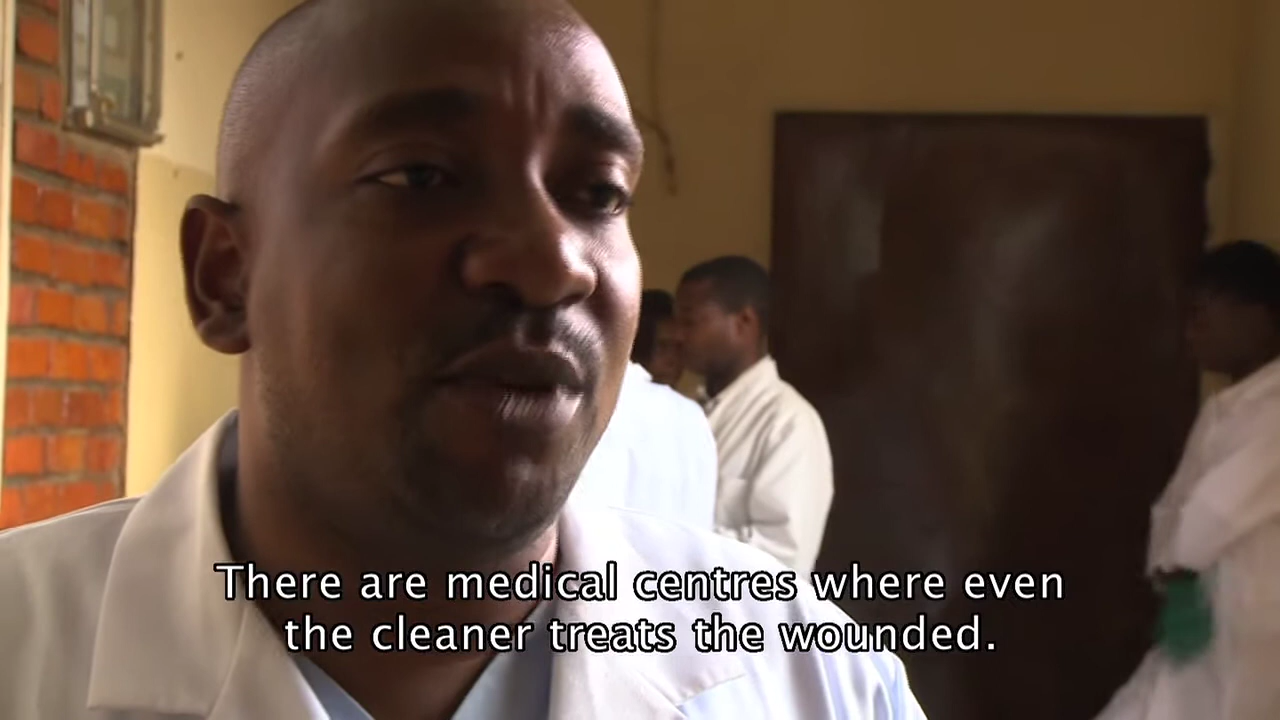 There are medical centres where even
the cleaner treats the wounded.